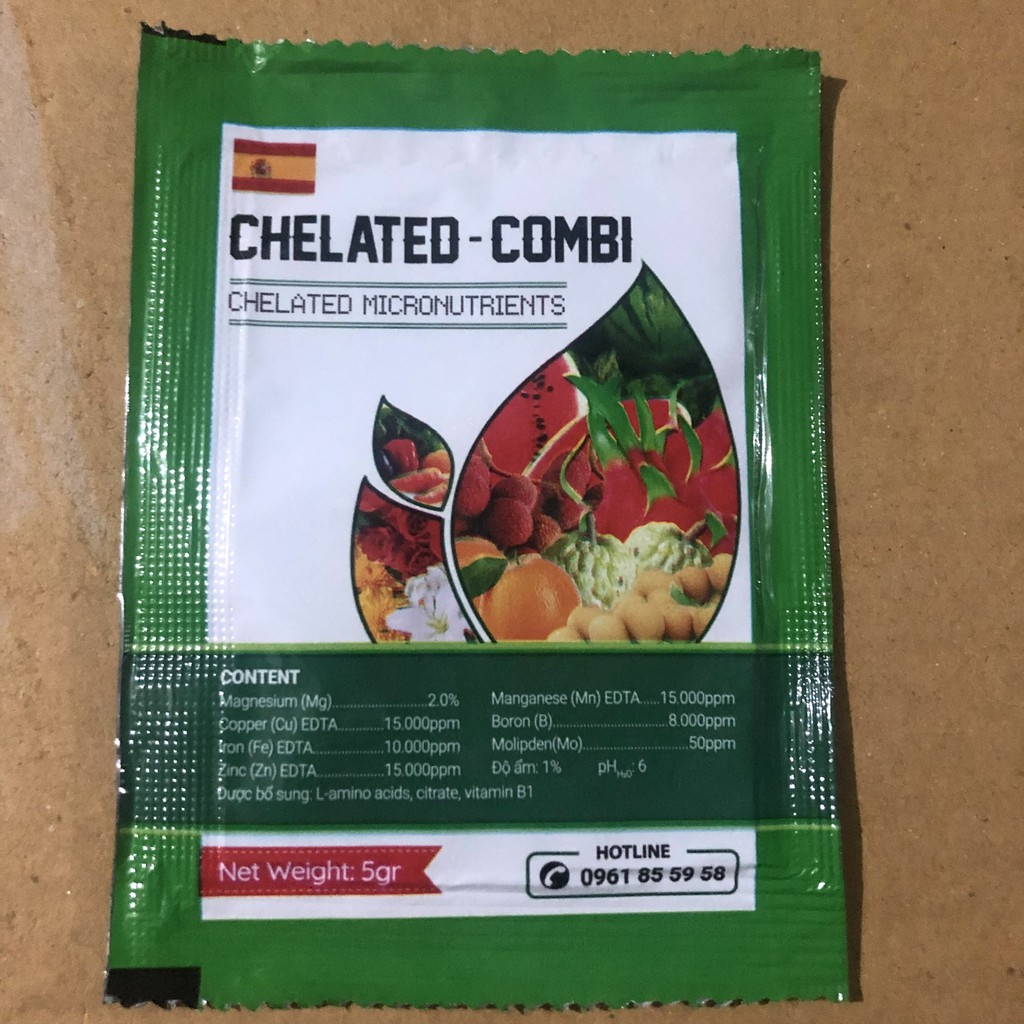 CHELATED - COMBI
CHELATED MICRONUTRIENTS
CONTENT
Magnesium (Mg)..............................2.0%
Copper (Cu) EDTA......................15.000ppm
Iron (Fe) EDTA....................10.000ppm
Zinc (Zn) EDTA....................15.000ppm
Manganese (Mn) EDTA.....15.000ppm
Boron (B)..............................8.000ppm
Molipden(Mo)...........................50ppm
Độ ẩm: 1% pH H₂O: 6
Được bổ sung: L-amino acids, citrate, vitamin B1
Net Weight: 5gr
HOTLINE
0961 85 59 58